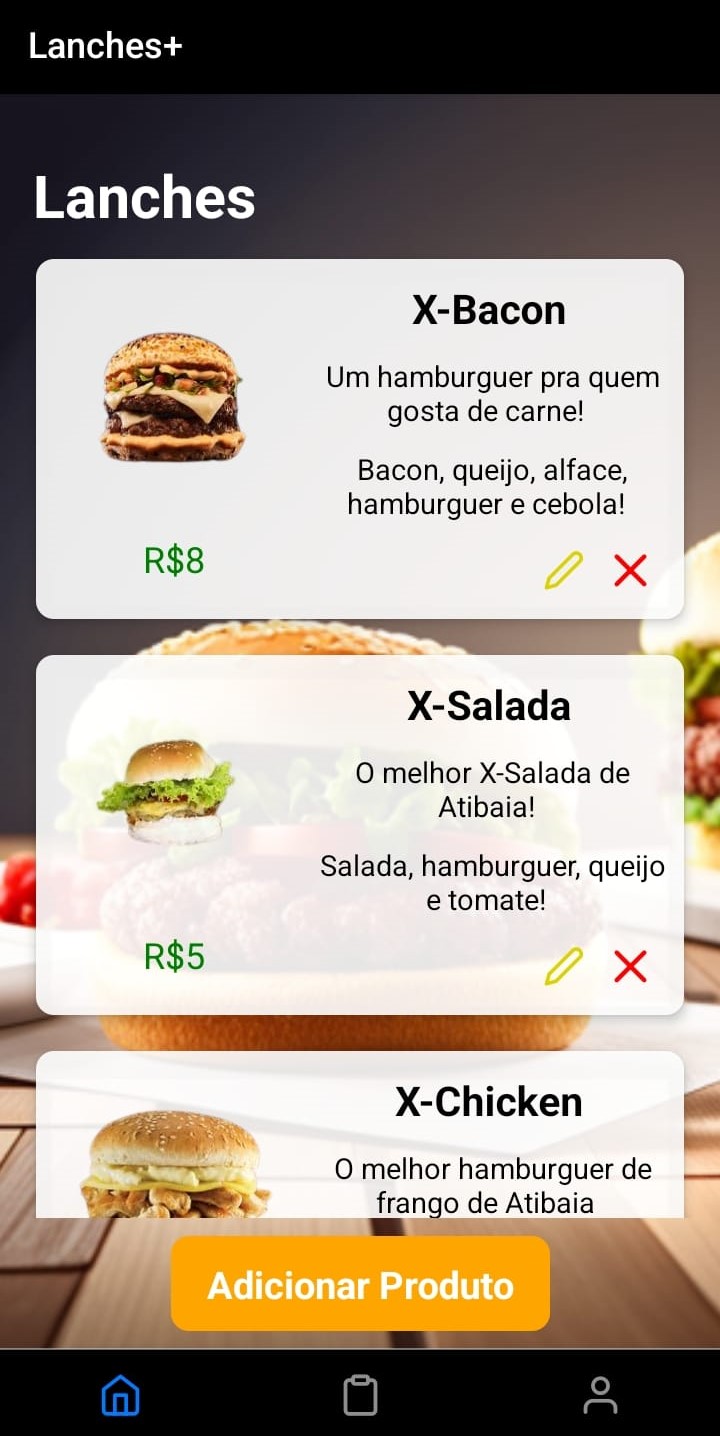 Lanches+
Lanches
X-Bacon
Um hamburguer pra quem
gosta de carne!
Bacon, queijo, alface,
hamburguer e cebola!
R$8
X-Salada
O melhor X-Salada de
Atibaia!
Salada, hamburguer, queijo
e tomate!
R$5
X-Chicken
O melhor hamburguer de
frango de Atibaia
Adicionar Produto